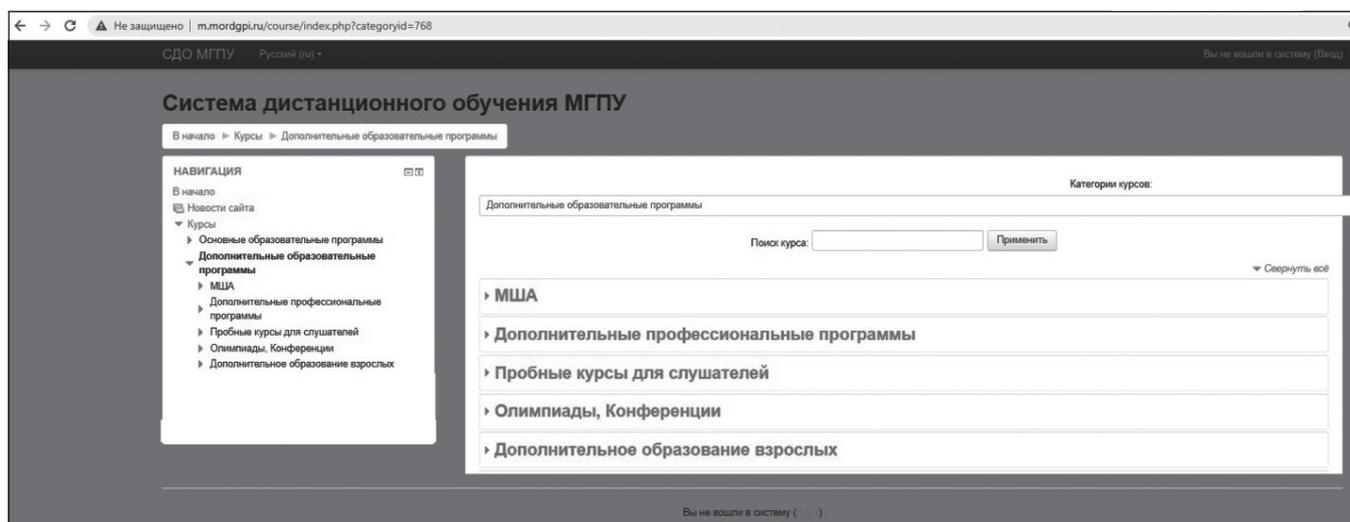 Не защищено | m.mordgpi.ru/course/index.php?categoryid=768
СДО МГПУ Русский (ru)
Вы не вошли в систему (Вход)
Система дистанционного обучения МГПУ
В начало Курсы Дополнительные образовательные программы
НАВИГАЦИЯ
В начало
Новости сайта
Курсы
Основные образовательные программы
Дополнительные образовательные
программы
МША
Дополнительные профессиональные
программы
Пробные курсы для слушателей
Олимпиады, Конференции
Дополнительное образование взрослых
Категории курсов:
Дополнительные образовательные программы
Поиск курса: Применить
Свернуть всё
МША
Дополнительные профессиональные программы
Пробные курсы для слушателей
Олимпиады, Конференции
Дополнительное образование взрослых
Вы не вошли в систему ( )